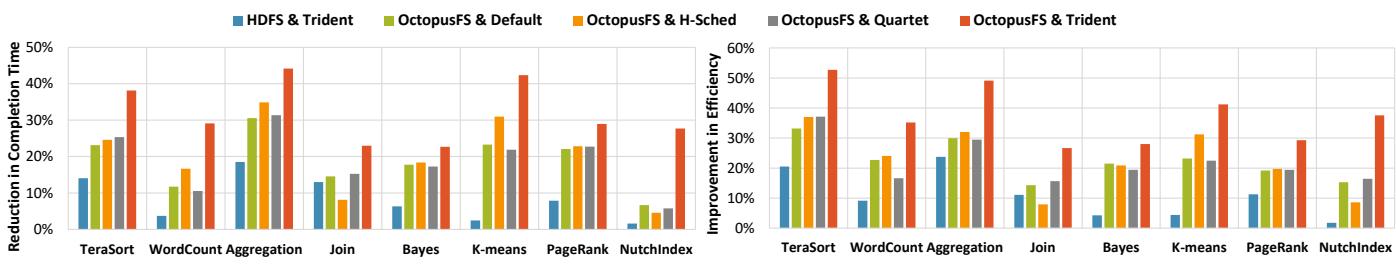 HDFS & Trident OctopusFS & Default OctopusFS & H-Sched OctopusFS & Quartet OctopusFS & Trident
Reduction in Completion Time
50%
40%
30%
20%
10%
0%
TeraSort WordCount Aggregation Join Bayes K-means PageRank NutchIndex
Improvement in Efficiency
60%
50%
40%
30%
20%
10%
0%
TeraSort WordCount Aggregation Join Bayes K-means PageRank NutchIndex